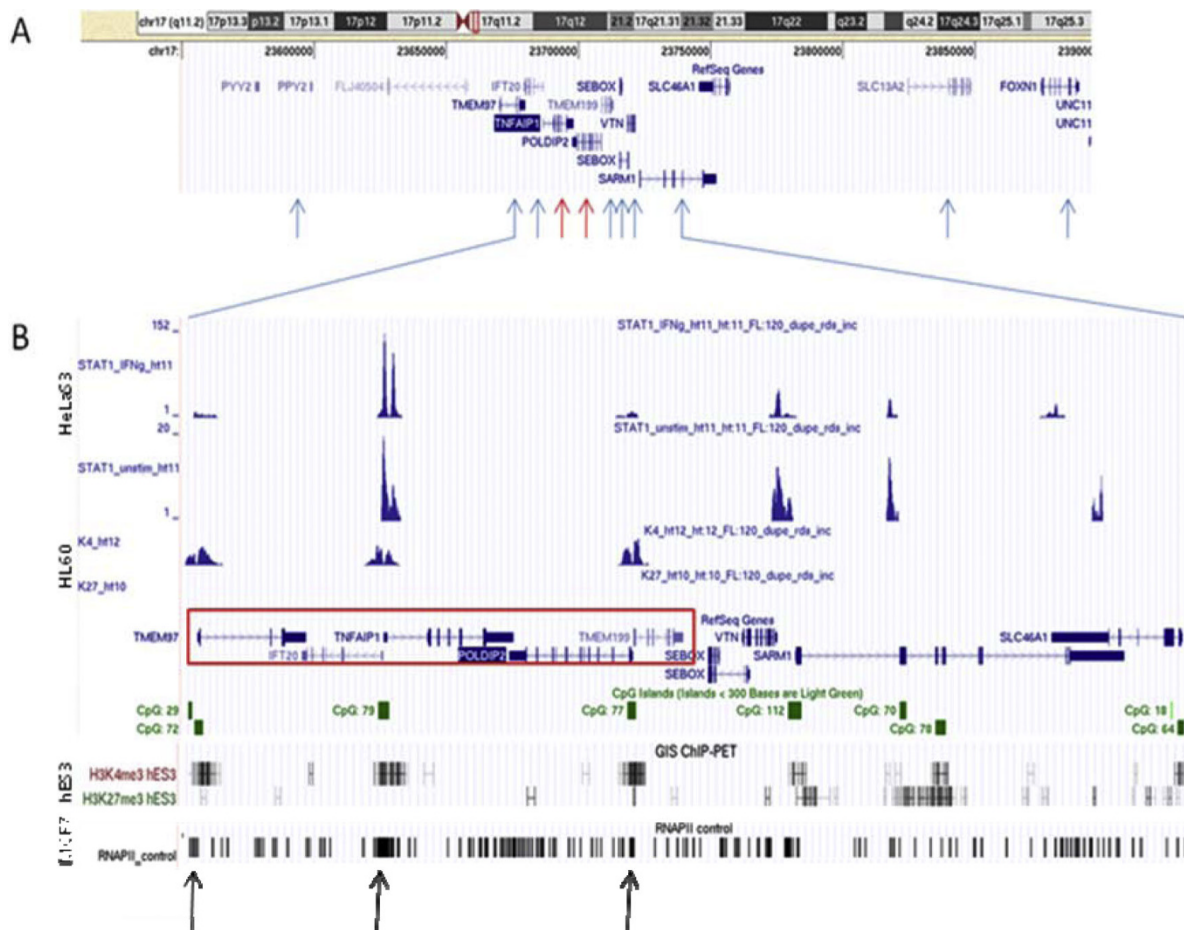 A
chr17 (q11.2) 17p13.3 p13.2 17p13.1 17p12 17p11.2 17q11.2 17q12 21.2 17q21.31 21.32 21.33 17q22 q23.2 q24.2 17q24.3 17q25.1 17q25.3
chr17: 23600000 23650000 23700000 23750000 23800000 23850000 239000
RefSeq Genes
PYY2 PPY2 FLJ40504 IFT20 SEBOX SLC46A1 SLC13A2 FOXN1
TMEM97 TMEM199 UNC11
TNFAIP1 VTN UNC11
POLDIP2
SEBOX
SARM1
B
HeLaS3
152
STAT1_IFNg_ht11_ht:11_FL:120_dupe_rds_inc
STAT1_IFNg_ht11
1
20
STAT1_unstim_ht11_ht:11_FL:120_dupe_rds_inc
STAT1_unstim_ht11
1
HL60
K4_ht12_ht:12_FL:120_dupe_rds_inc
K4_ht12
K27_ht10_ht:10_FL:120_dupe_rds_inc
K27_ht10
RefSeq Genes
TMEM97 TNFAIP1 TMEM199 VTN SLC46A1
IFT20 POLDIP2 SEBOX SARM1
SEBOX
CpG Islands (Islands < 300 Bases are Light Green)
CpG: 29 CpG: 79 CpG: 77 CpG: 112 CpG: 70 CpG: 18
CpG: 72 CpG: 78 CpG: 64
hES3
GIS ChIP-PET
H3K4me3 hES3
H3K27me3 hES3
RNAPII control
RNAPII_control